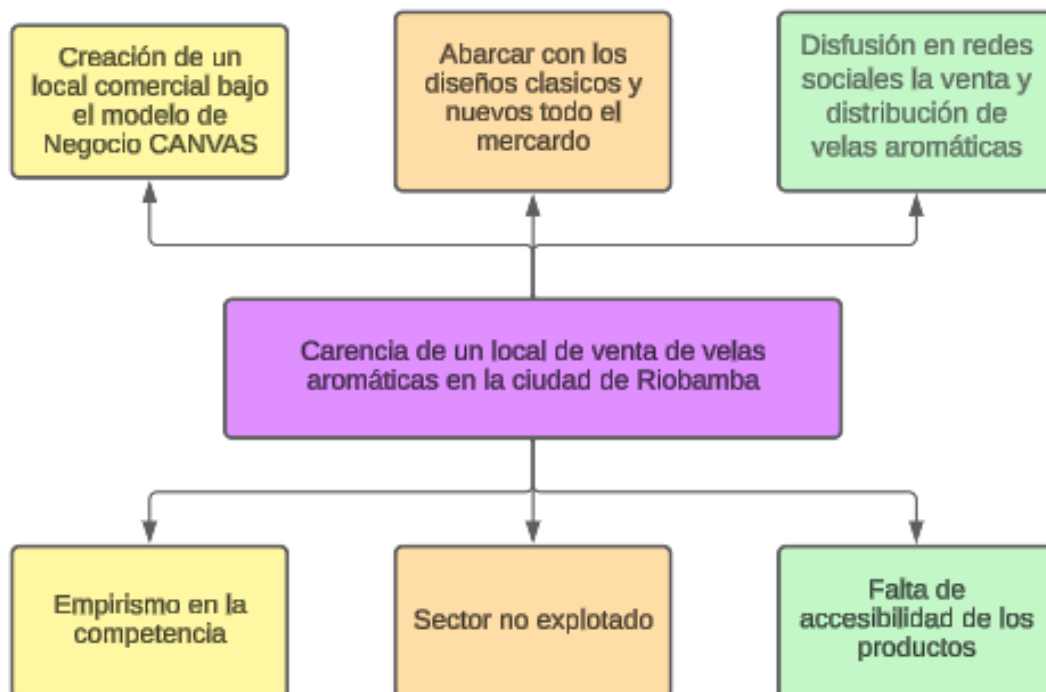 Creación de un
local comercial bajo
el modelo de
Negocio CANVAS
Abarcar con los
diseños clasicos y
nuevos todo el
mercardo
Disfusión en redes
sociales la venta y
distribución de
velas aromáticas
Carencia de un local de venta de velas
aromáticas en la ciudad de Riobamba
Empirismo en la
competencia
Sector no explotado
Falta de
accesibilidad de los
productos